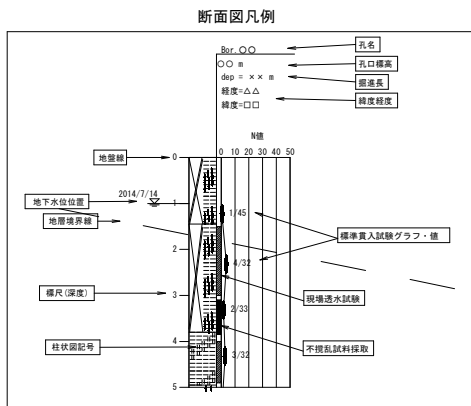 断面図凡例
Bor. ○○
孔名
○○ m
孔口標高
dep = ×× m
掘進長
経度=△△
緯度=□□
緯度経度
N値
0 10 20 30 40 50
地盤線
0
2014/7/14
地下水位位置
1
1/45
地層境界線
標準貫入試験グラフ・値
2
4/32
標尺(深度)
3
現場透水試験
2/33
不攪乱試料採取
柱状図記号
4
3/32
5